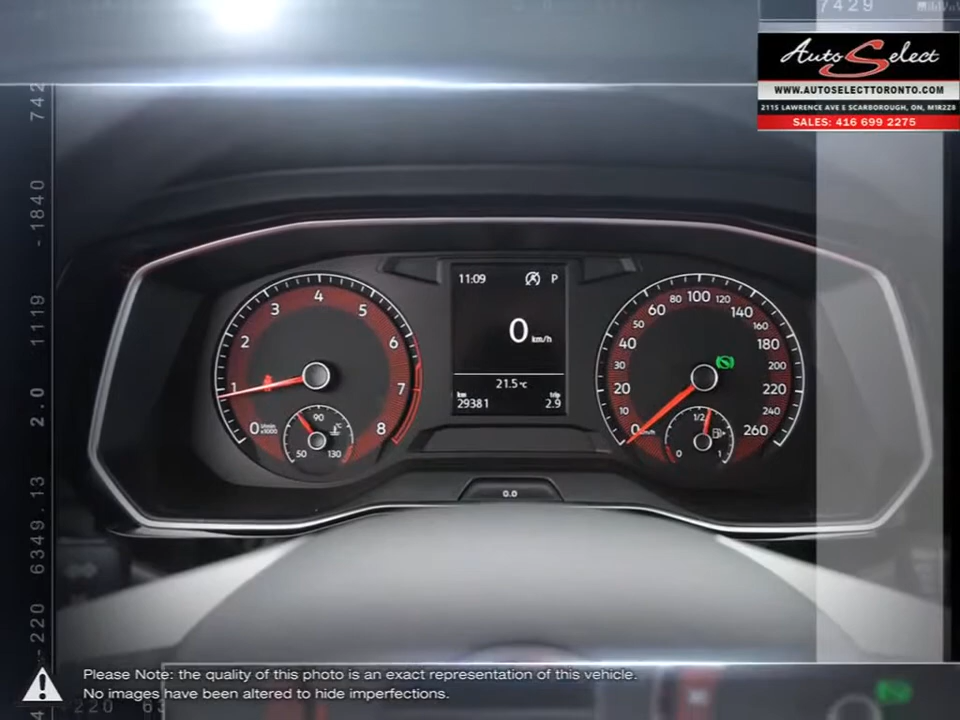 7429
Auto Select
WWW.AUTOSELECTTORONTO.COM
2115 LAWRENCE AVE E SCARBOROUGH, ON, M1R2Z8
SALES: 416 699 2275
742
-1840
1119
2.0
6349.13
-220
11:09 P
0 km/h
21.5 °C
km trip
29381 2.9
0 1 2 3 4 5 6 7 8
1/min
x1000
50 90 130
°C
0 10 20 30 40 50 60 80 100 120 140 160 180 200 220 240 260
km/h
0 1/2 1
0.0
Please Note: the quality of this photo is an exact representation of this vehicle.
No images have been altered to hide imperfections.
220 63